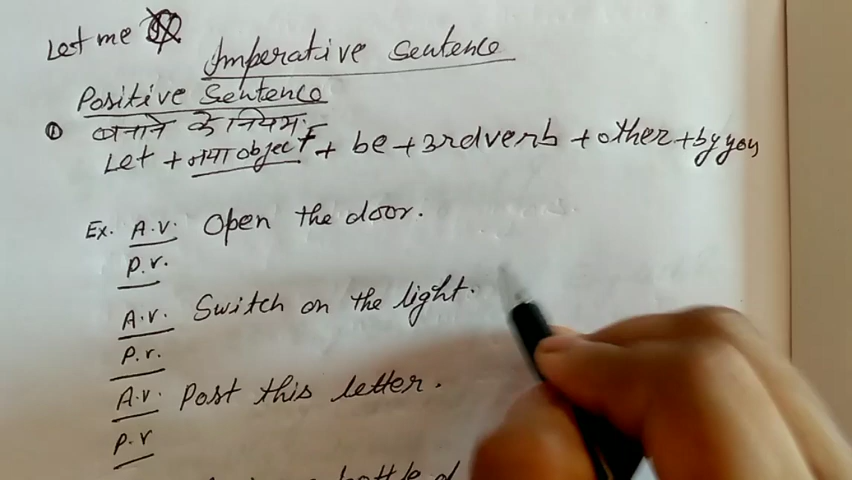 Let me
Imperative Sentence
Positive Sentence
① बनाने के नियम:-
Let + नया object + be + 3rd verb + other + by you
Ex. A.V. Open the door.
P.V.
A.V. Switch on the light.
P.V.
A.V. Post this letter.
P.V
bottle